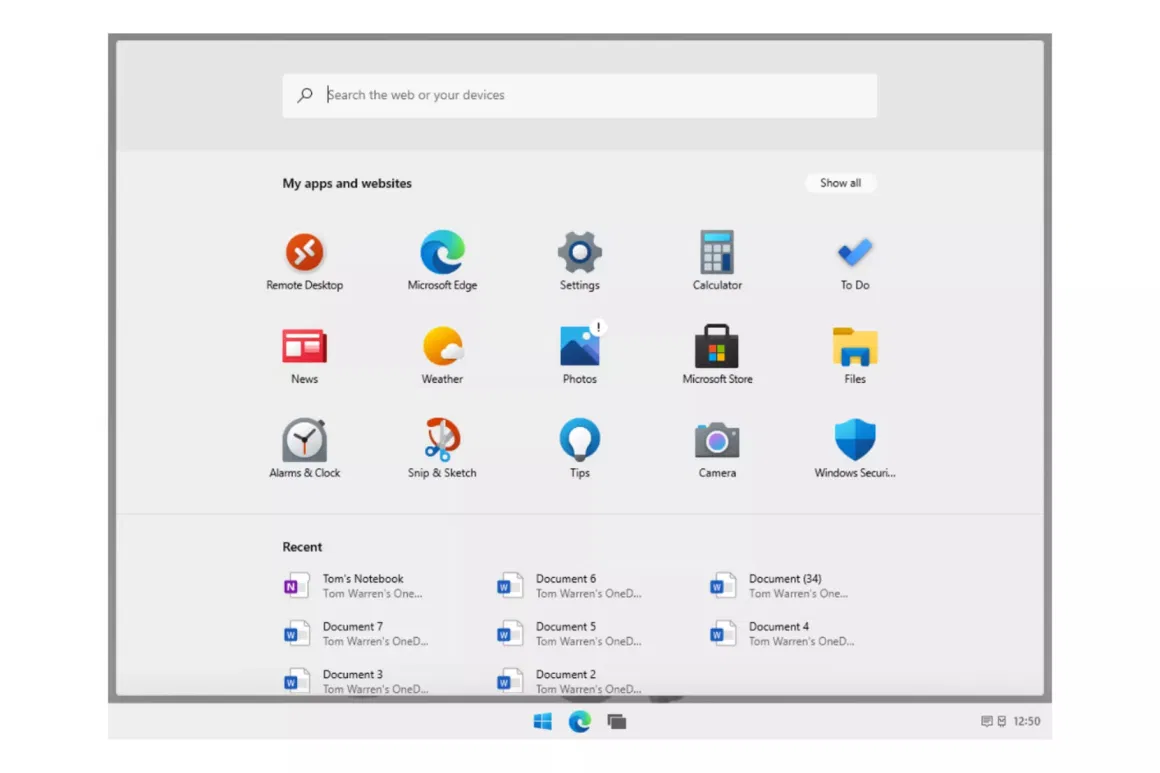 Search the web or your devices
My apps and websites
Show all
Remote Desktop
Microsoft Edge
Settings
Calculator
To Do
News
Weather
Photos
Microsoft Store
Files
Alarms & Clock
Snip & Sketch
Tips
Camera
Windows Securi...
Recent
Tom's Notebook
Tom Warren's One...
Document 6
Tom Warren's OneD...
Document (34)
Tom Warren's One...
Document 7
Tom Warren's OneD...
Document 5
Tom Warren's OneD...
Document 4
Tom Warren's OneD...
Document 3
Tom Warren's OneD...
Document 2
Tom Warren's OneD...
12:50